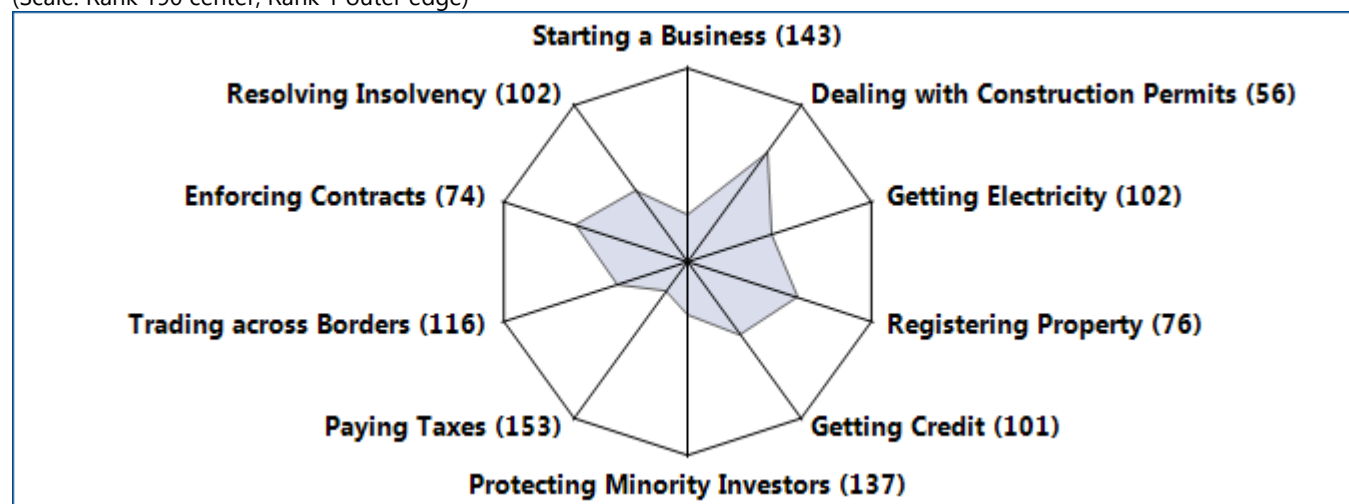 (Scale: Rank 190 center, Rank 1 outer edge)
Starting a Business (143)
Resolving Insolvency (102)
Dealing with Construction Permits (56)
Enforcing Contracts (74)
Getting Electricity (102)
Trading across Borders (116)
Registering Property (76)
Paying Taxes (153)
Getting Credit (101)
Protecting Minority Investors (137)